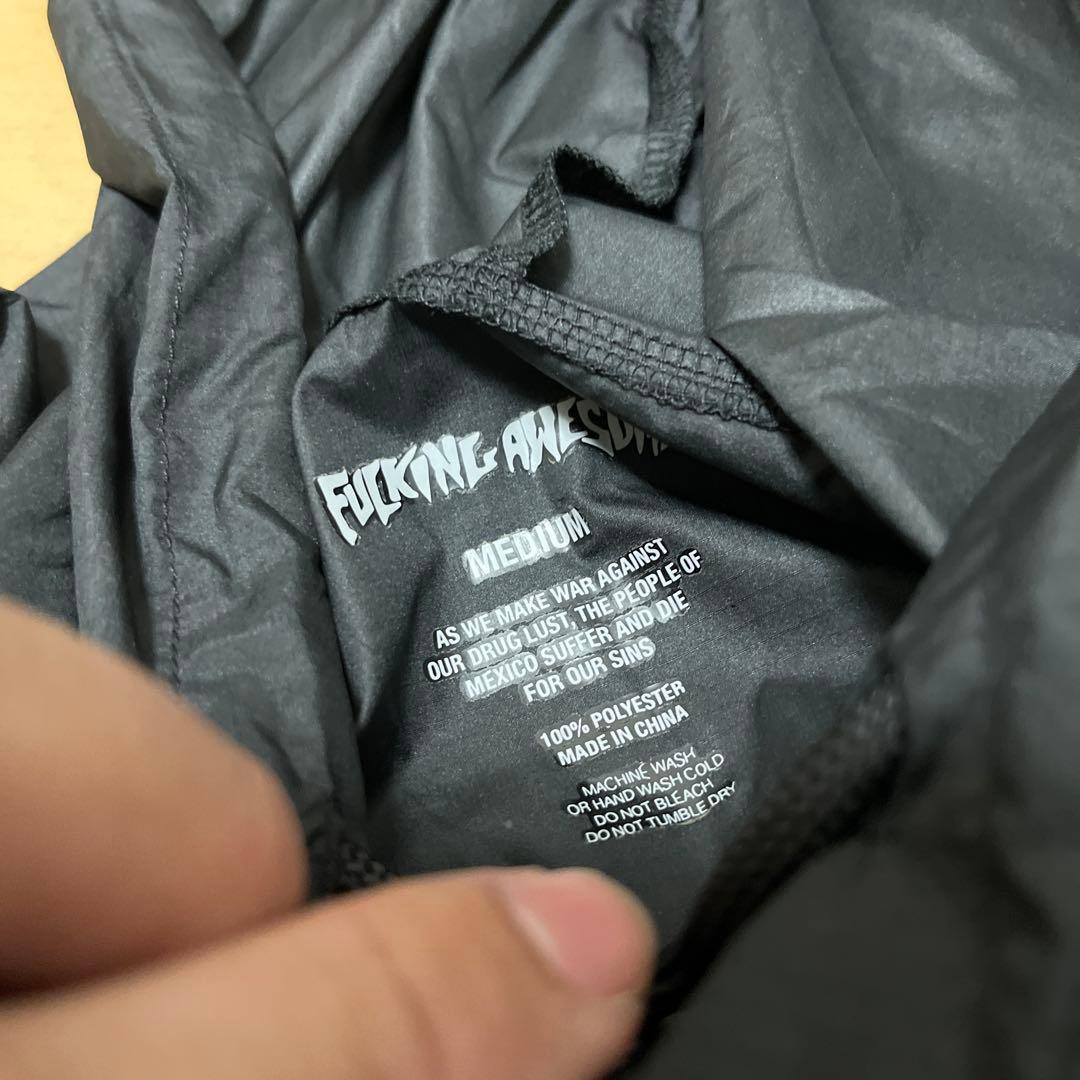 FUCKING AWESOME
MEDIUM
AS WE MAKE WAR AGAINST
OUR DRUG LUST, THE PEOPLE OF
MEXICO SUFFER AND DIE
FOR OUR SINS
100% POLYESTER
MADE IN CHINA
MACHINE WASH
OR HAND WASH COLD
DO NOT BLEACH
DO NOT TUMBLE DRY